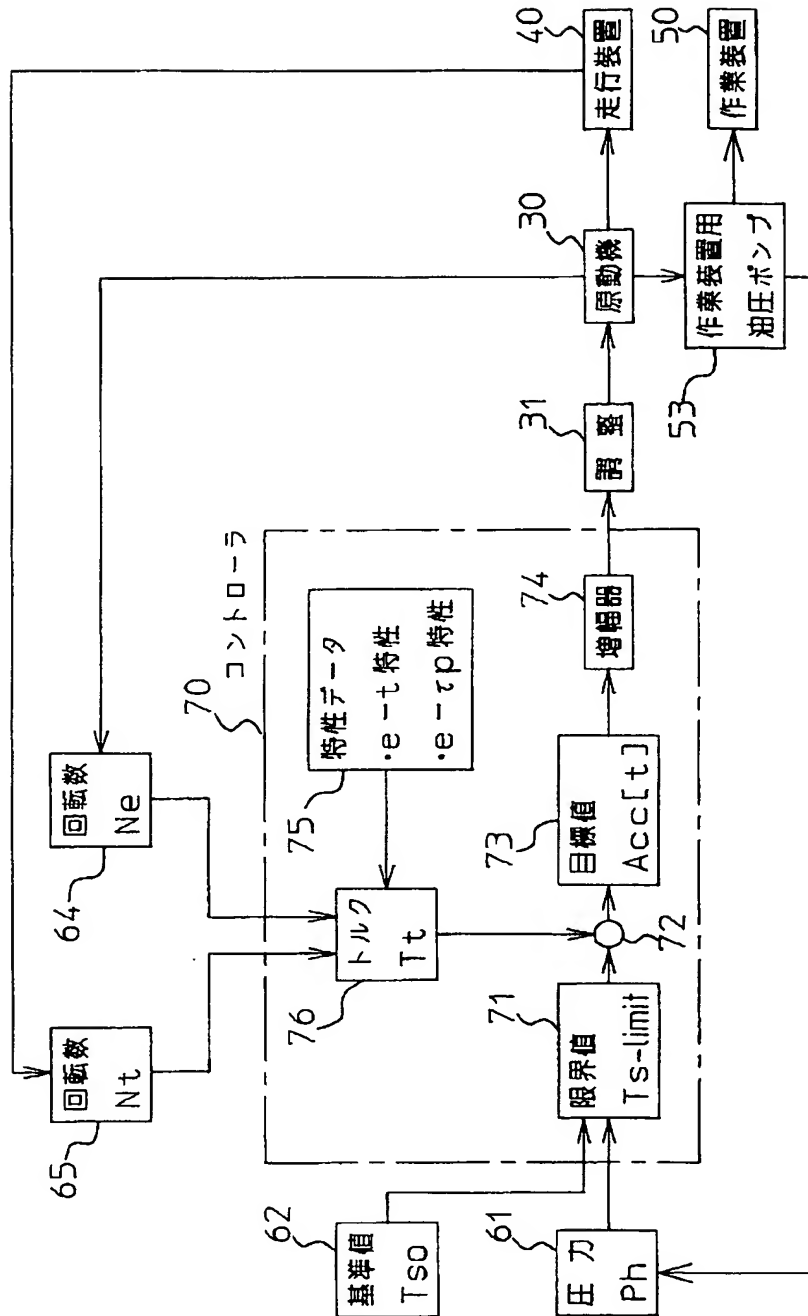 65
回転数
Nt
64
回転数
Ne
70
コントローラ
75
特性データ
・e－t特性
・e－τp特性
76
トルク
Tt
62
基準値
Tso
61
圧力
Ph
71
限界値
Ts-limit
72
73
目標値
Acc[t]
74
増幅器
31
調整
30
原動機
40
走行装置
53
作業装置用
油圧ポンプ
50
作業装置